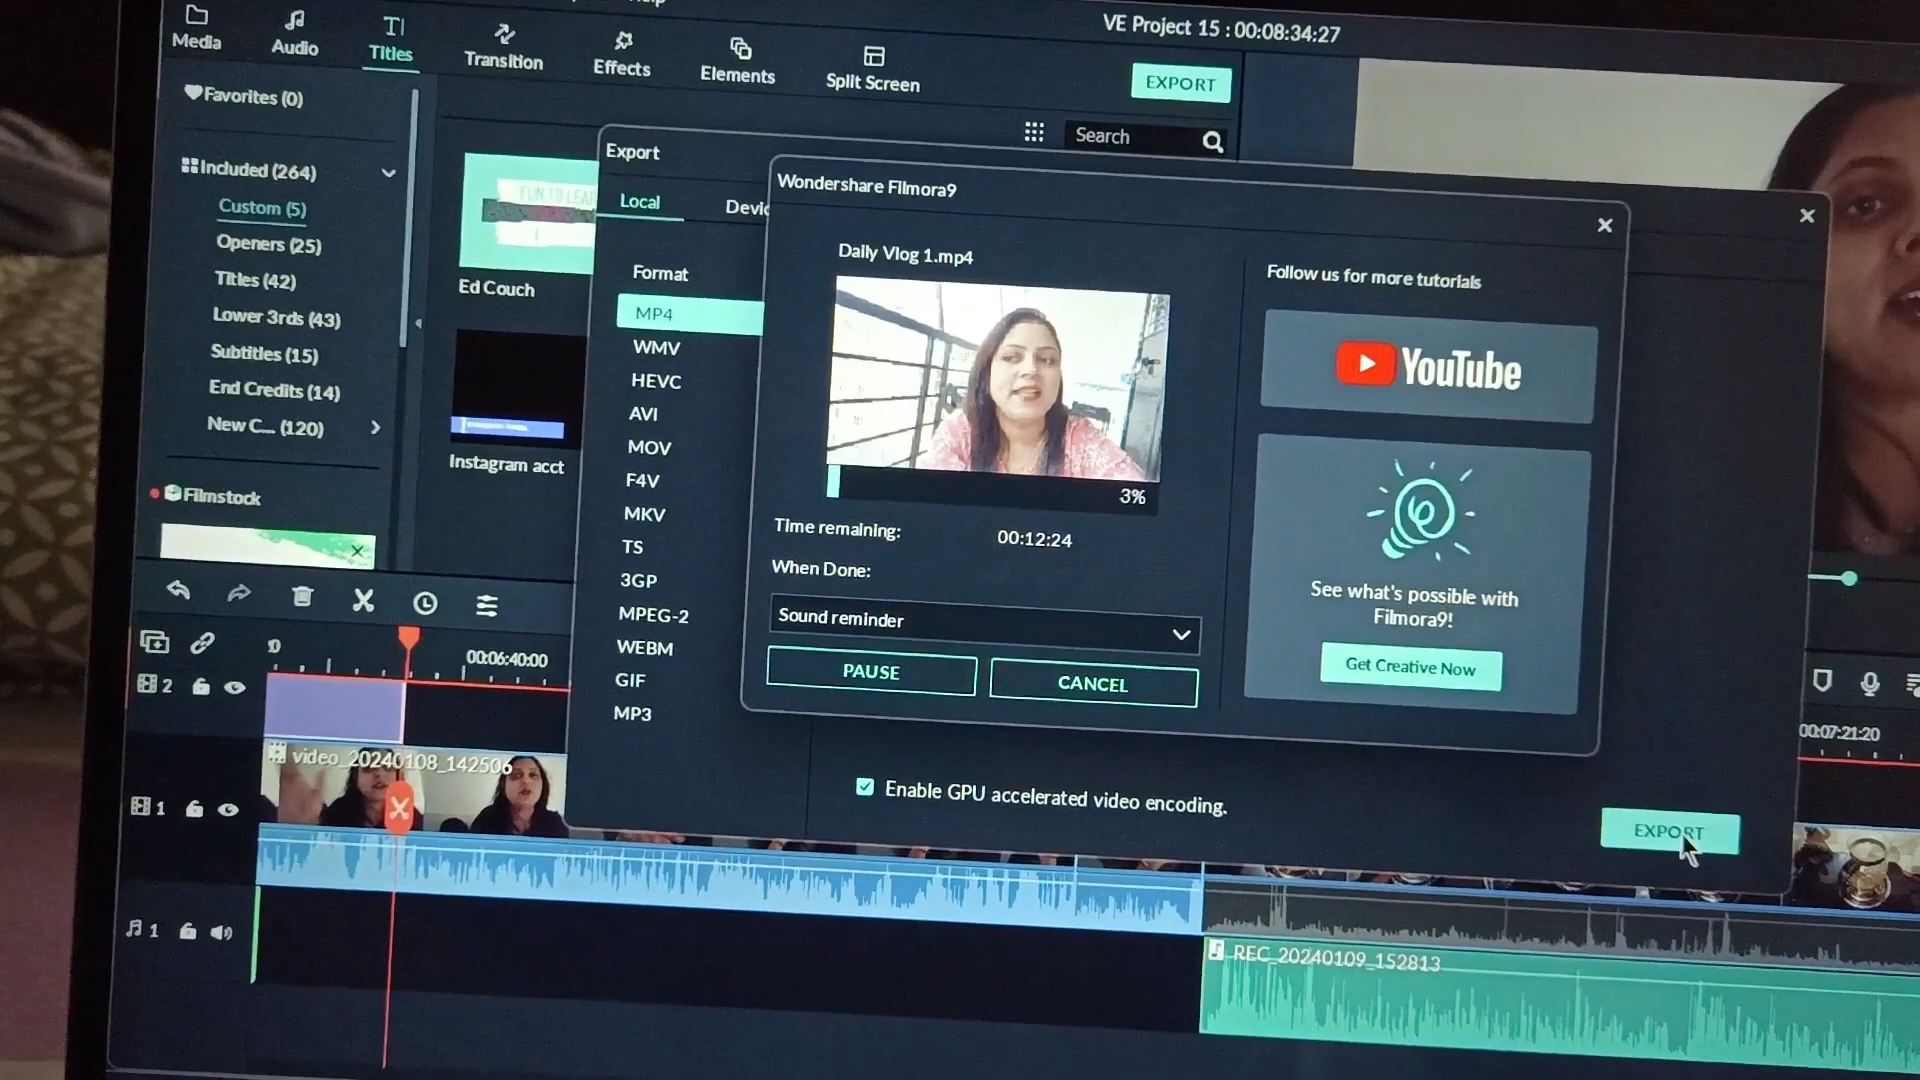 VE Project 15 : 00:08:34:27
Media
Audio
Titles
Transition
Effects
Elements
Split Screen
EXPORT
Favorites (0)
Included (264)
Custom (5)
Openers (25)
Titles (42)
Lower 3rds (43)
Subtitles (15)
End Credits (14)
New C... (120)
Filmstock
Search
Ed Couch
Instagram acct
Export
Local
Devic
Format
MP4
WMV
HEVC
AVI
MOV
F4V
MKV
TS
3GP
MPEG-2
WEBM
GIF
MP3
Wondershare Filmora9
Daily Vlog 1.mp4
3%
Time remaining: 00:12:24
When Done:
Sound reminder
PAUSE
CANCEL
Follow us for more tutorials
YouTube
See what's possible with
Filmora9!
Get Creative Now
Enable GPU accelerated video encoding.
EXPORT
00:06:40:00
00:07:21:20
2
video_20240108_142506
1
1
REC_20240109_152813